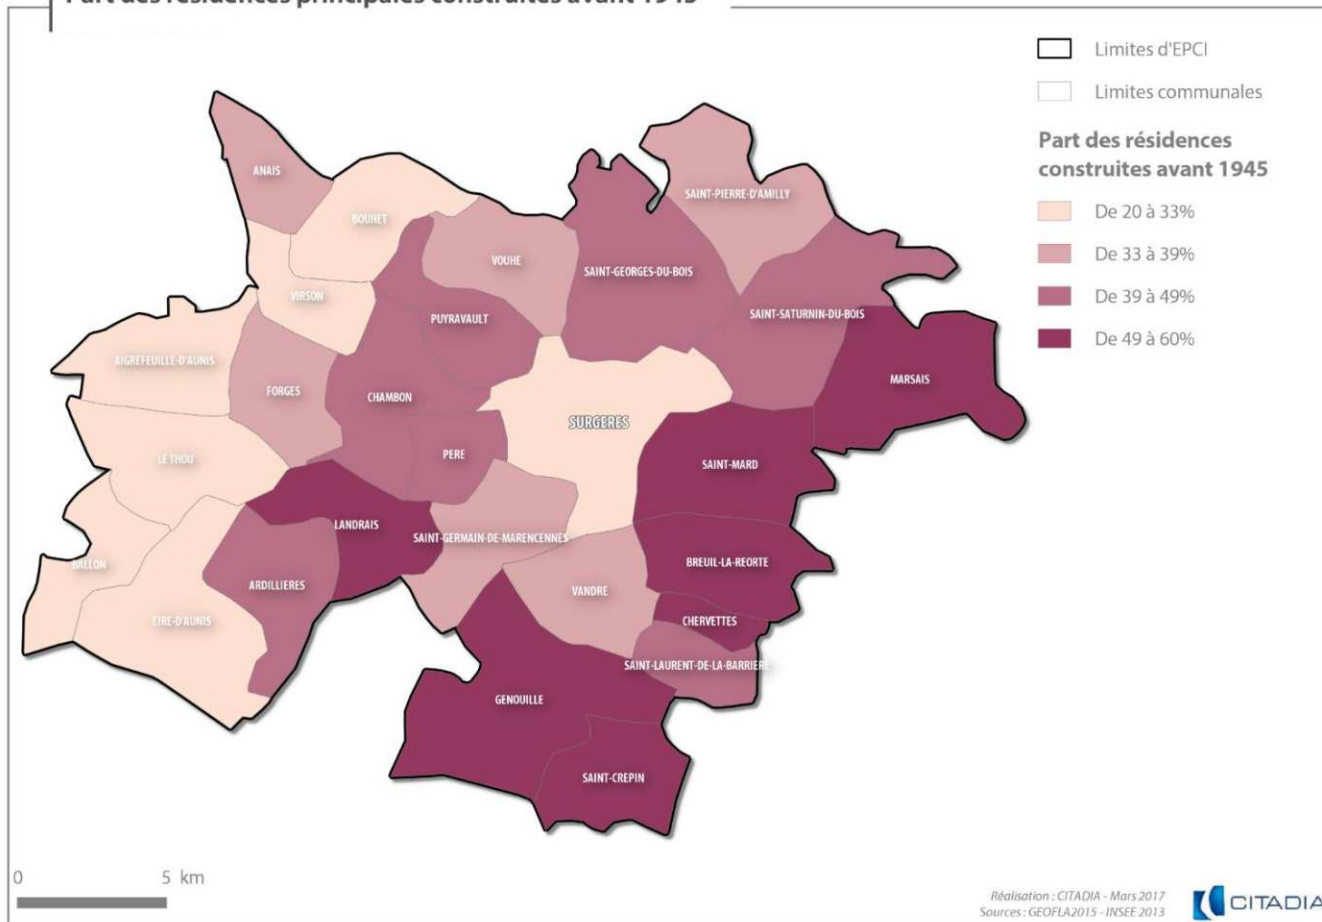 Part des résidences principales construites avant 1945
Limites d'EPCI
Limites communales
Part des résidences
construites avant 1945
De 20 à 33%
De 33 à 39%
De 39 à 49%
De 49 à 60%
ANAIS
BOUHET
SAINT-PIERRE-D'AMILLY
VOUHE
SAINT-GEORGES-DU-BOIS
VIRSON
PUYRAVAULT
SAINT-SATURNIN-DU-BOIS
AIGREFEUILLE-D'AUNIS
FORGES
CHAMBON
MARSAIS
SURGERES
LE THOU
PERE
SAINT-MARD
LANDRAIS
SAINT-GERMAIN-DE-MARENCENNES
BALLON
ARDILLIERES
VANDRE
BREUIL-LA-REORTE
CIRE-D'AUNIS
CHERVETTES
SAINT-LAURENT-DE-LA-BARRIERE
GENOUILLE
SAINT-CREPIN
0 5 km
Réalisation : CITADIA - Mars 2017
Sources : GEOFLA2015 - INSEE 2013
CITADIA